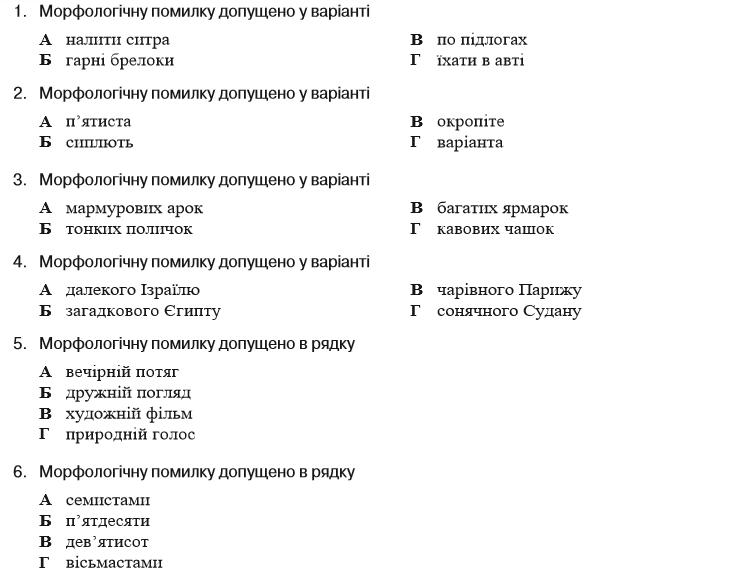 1. Морфологічну помилку допущено у варіанті
А налити ситра
В по підлогах
Б гарні брелоки
Г їхати в авті
2. Морфологічну помилку допущено у варіанті
А п’ятиста
В окропіте
Б сиплють
Г варіанта
3. Морфологічну помилку допущено у варіанті
А мармурових арок
В багатих ярмарок
Б тонких поличок
Г кавових чашок
4. Морфологічну помилку допущено у варіанті
А далекого Ізраїлю
В чарівного Парижу
Б загадкового Єгипту
Г сонячного Судану
5. Морфологічну помилку допущено в рядку
А вечірній потяг
Б дружній погляд
В художній фільм
Г природній голос
6. Морфологічну помилку допущено в рядку
А семистами
Б п’ятдесяти
В дев’ятисот
Г вісьмастами